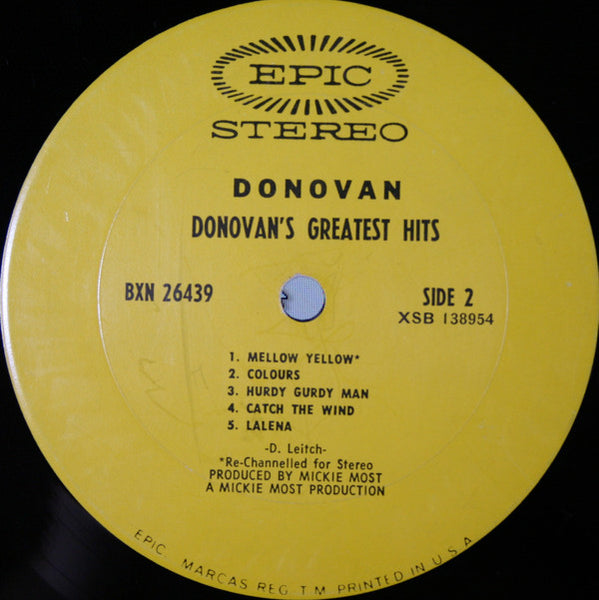 EPIC
STEREO
DONOVAN
DONOVAN'S GREATEST HITS
BXN 26439
SIDE 2
XSB 138954
1. MELLOW YELLOW*
2. COLOURS
3. HURDY GURDY MAN
4. CATCH THE WIND
5. LALENA
-D. Leitch-
*Re-Channelled for Stereo
PRODUCED BY MICKIE MOST
A MICKIE MOST PRODUCTION
EPIC, MARCAS REG. T.M. PRINTED IN U.S.A.